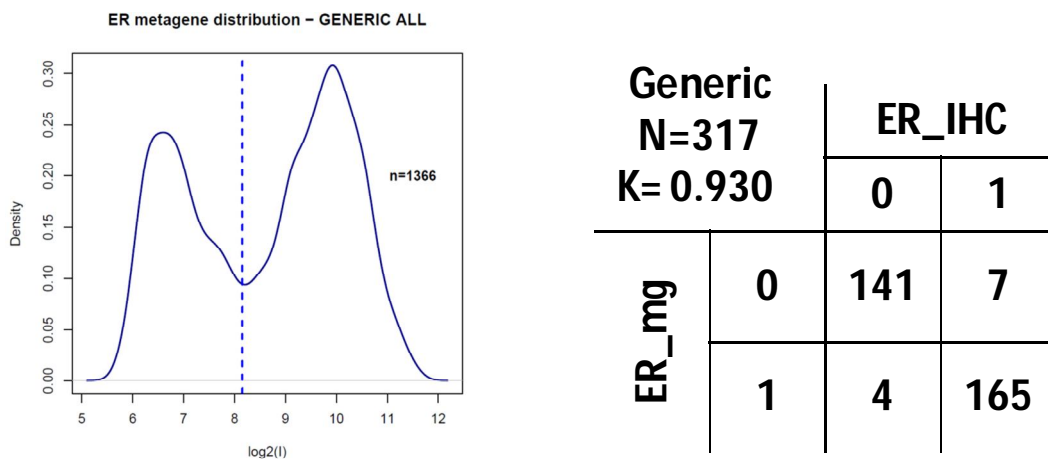 ER metagene distribution – GENERIC ALL
Density
0.00 0.05 0.10 0.15 0.20 0.25 0.30
n=1366
5 6 7 8 9 10 11 12
log2(I)
Generic
N=317
K= 0.930
ER_IHC
0 1
ER_mg
0 141 7
1 4 165